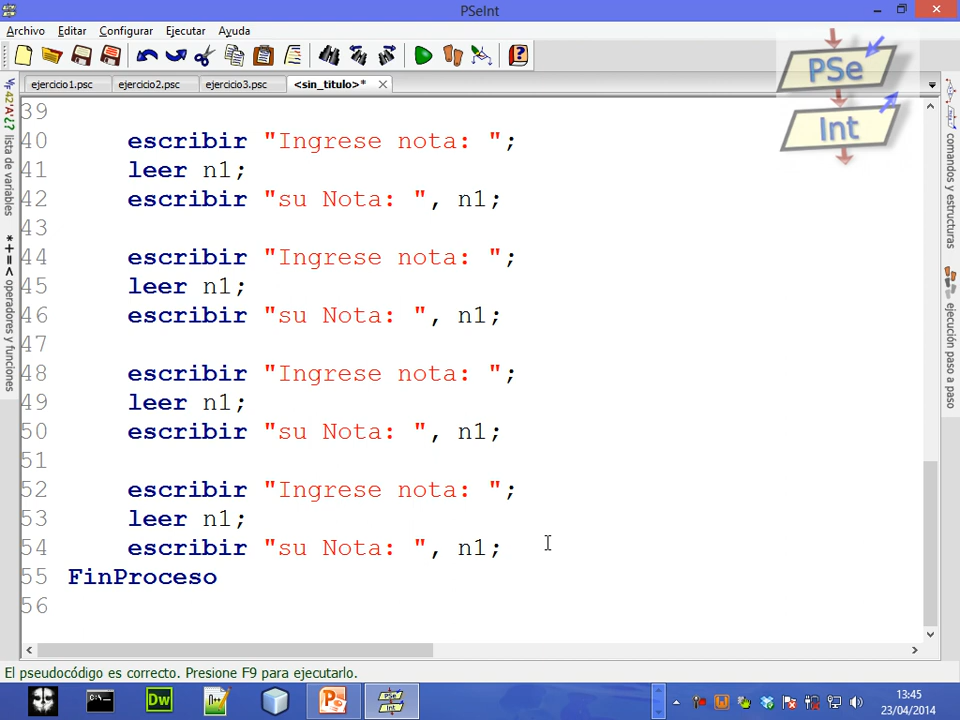 PSeInt
Archivo Editar Configurar Ejecutar Ayuda
PSe
Int
ejercicio1.psc ejercicio2.psc ejercicio3.psc <sin_titulo>*
39
40 escribir "Ingrese nota: ";
41 leer n1;
42 escribir "su Nota: ", n1;
43
44 escribir "Ingrese nota: ";
45 leer n1;
46 escribir "su Nota: ", n1;
47
48 escribir "Ingrese nota: ";
49 leer n1;
50 escribir "su Nota: ", n1;
51
52 escribir "Ingrese nota: ";
53 leer n1;
54 escribir "su Nota: ", n1;
55 FinProceso
56
lista de variables
*+=< operadores y funciones
comandos y estructuras
ejecución paso a paso
El pseudocódigo es correcto. Presione F9 para ejecutarlo.
Dw
PSe
Int
13:45
23/04/2014